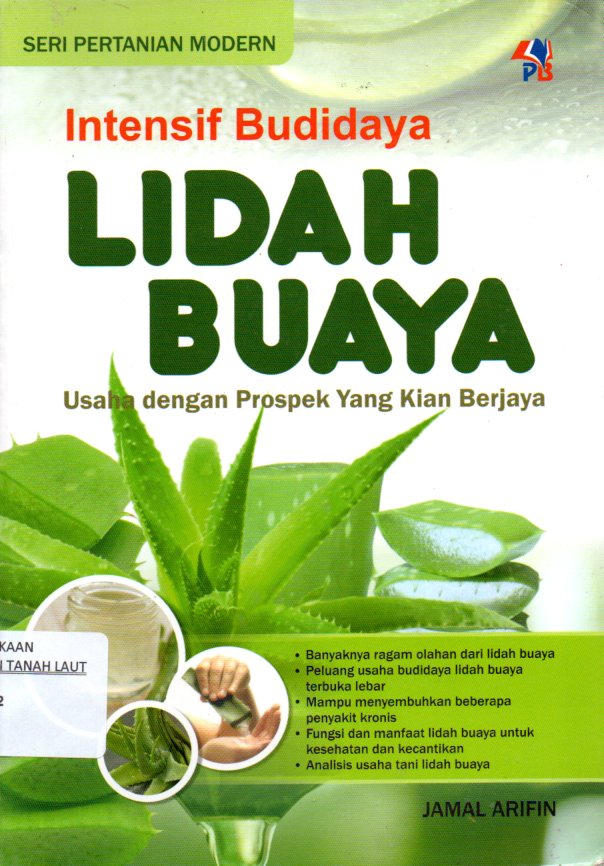 SERI PERTANIAN MODERN
PB
Intensif Budidaya
LIDAH
BUAYA
Usaha dengan Prospek Yang Kian Berjaya
KAAN
I TANAH LAUT
2
• Banyaknya ragam olahan dari lidah buaya
• Peluang usaha budidaya lidah buaya
terbuka lebar
• Mampu menyembuhkan beberapa
penyakit kronis
• Fungsi dan manfaat lidah buaya untuk
kesehatan dan kecantikan
• Analisis usaha tani lidah buaya
JAMAL ARIFIN